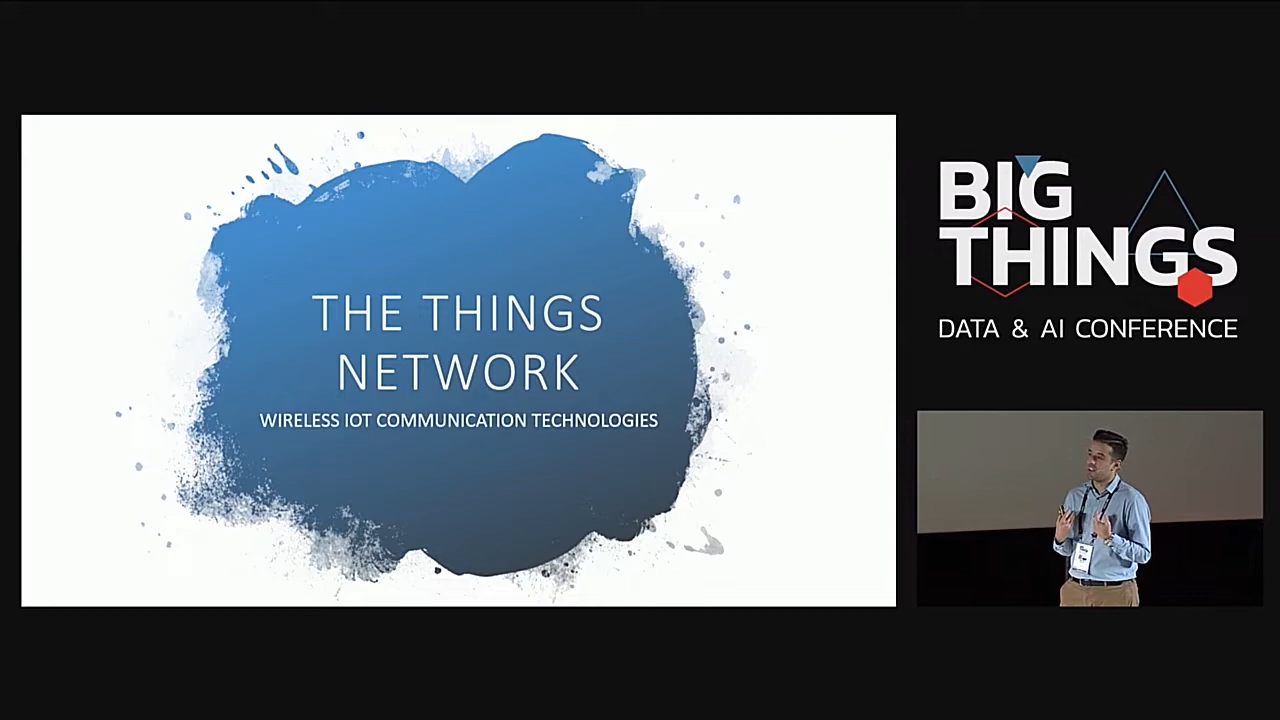 THE THINGS
NETWORK
WIRELESS IOT COMMUNICATION TECHNOLOGIES
BIG
THINGS
DATA & AI CONFERENCE